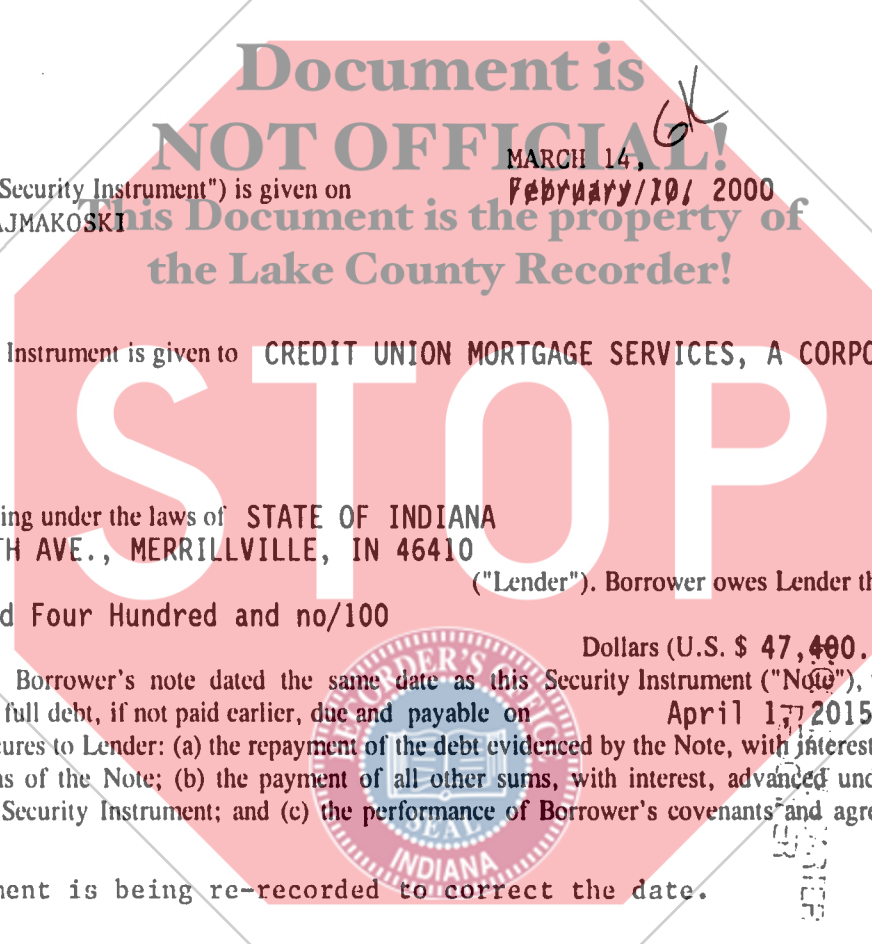 Document is
NOT OFFICIAL!
This Document is the property of
the Lake County Recorder!
STOP
GK
MARCH 14,
Security Instrument") is given on February/10/ 2000
AJMAKOSKI
Instrument is given to CREDIT UNION MORTGAGE SERVICES, A CORPO
ing under the laws of STATE OF INDIANA
TH AVE., MERRILLVILLE, IN 46410
("Lender"). Borrower owes Lender th
d Four Hundred and no/100
Dollars (U.S. $ 47,400.
Borrower's note dated the same date as this Security Instrument ("Note"),
full debt, if not paid earlier, due and payable on April 1, 2015
cures to Lender: (a) the repayment of the debt evidenced by the Note, with interest
ns of the Note; (b) the payment of all other sums, with interest, advanced und
Security Instrument; and (c) the performance of Borrower's covenants and agre
ment is being re-recorded to correct the date.
RECORDER'S OFFICE
SEAL
INDIANA